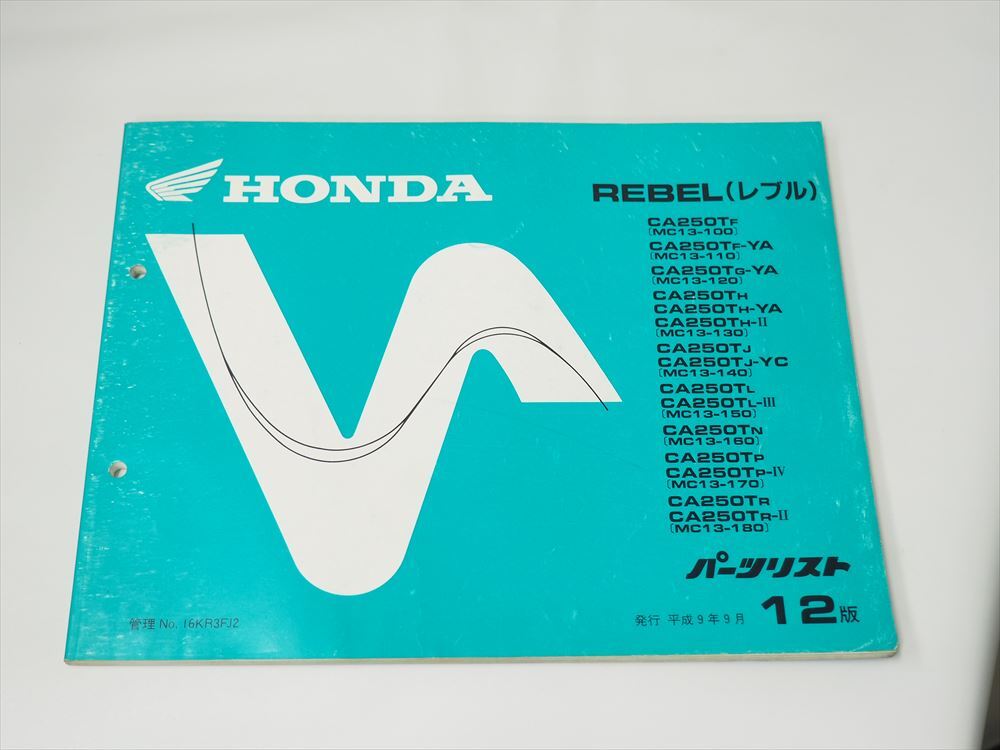 HONDA
REBEL(レブル)
CA250TF
(MC13-100)
CA250TF-YA
(MC13-110)
CA250TG-YA
(MC13-120)
CA250TH
CA250TH-YA
CA250TH-II
(MC13-130)
CA250TJ
CA250TJ-YC
(MC13-140)
CA250TL
CA250TL-III
(MC13-150)
CA250TN
(MC13-160)
CA250TP
CA250TP-IV
(MC13-170)
CA250TR
CA250TR-II
(MC13-180)
パーツリスト
管理 No. 16KR3FJ2
発行 平成9年9月 12版